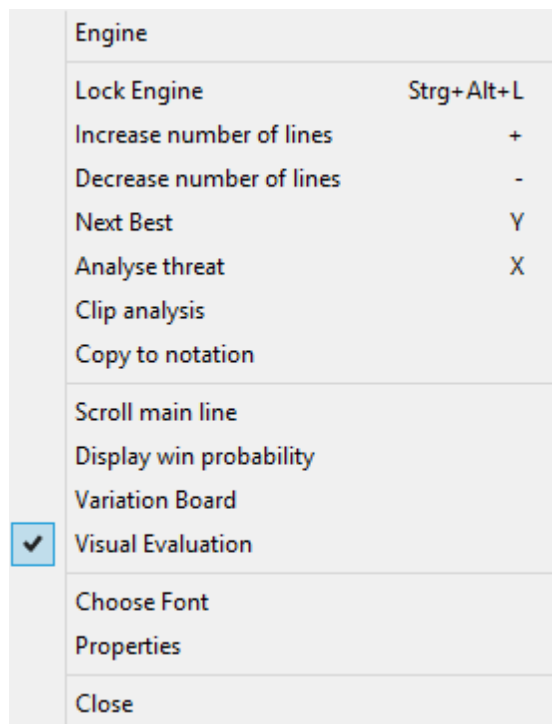 Engine
Lock Engine Strg+Alt+L
Increase number of lines +
Decrease number of lines -
Next Best Y
Analyse threat X
Clip analysis
Copy to notation
Scroll main line
Display win probability
Variation Board
Visual Evaluation
Choose Font
Properties
Close